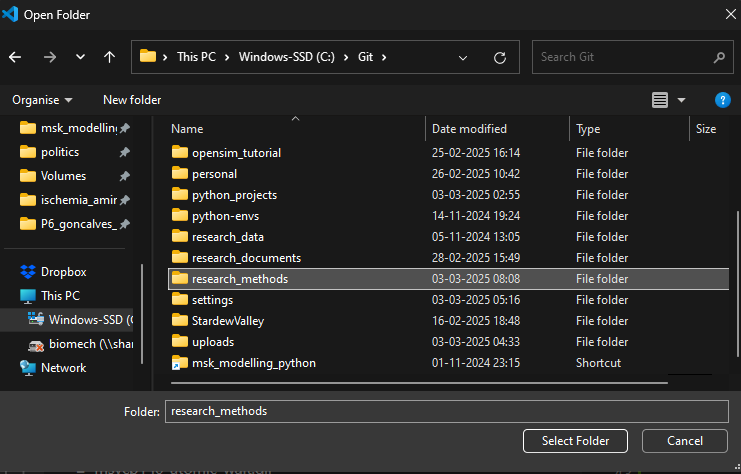 Open Folder
This PC > Windows-SSD (C:) > Git >
Search Git
Organise
New folder
?
msk_modelling
politics
Volumes
ischemia_amir
P6_goncalves_
Dropbox
This PC
Windows-SSD (C
biomech (\\shar
Network
Name Date modified Type Size
opensim_tutorial 25-02-2025 16:14 File folder
personal 26-02-2025 10:42 File folder
python_projects 03-03-2025 02:55 File folder
python-envs 14-11-2024 19:24 File folder
research_data 05-11-2024 13:05 File folder
research_documents 28-02-2025 15:49 File folder
research_methods 03-03-2025 08:08 File folder
settings 03-03-2025 05:16 File folder
StardewValley 16-02-2025 18:48 File folder
uploads 03-03-2025 04:33 File folder
msk_modelling_python 01-11-2024 23:15 Shortcut
Folder: research_methods
Select Folder Cancel